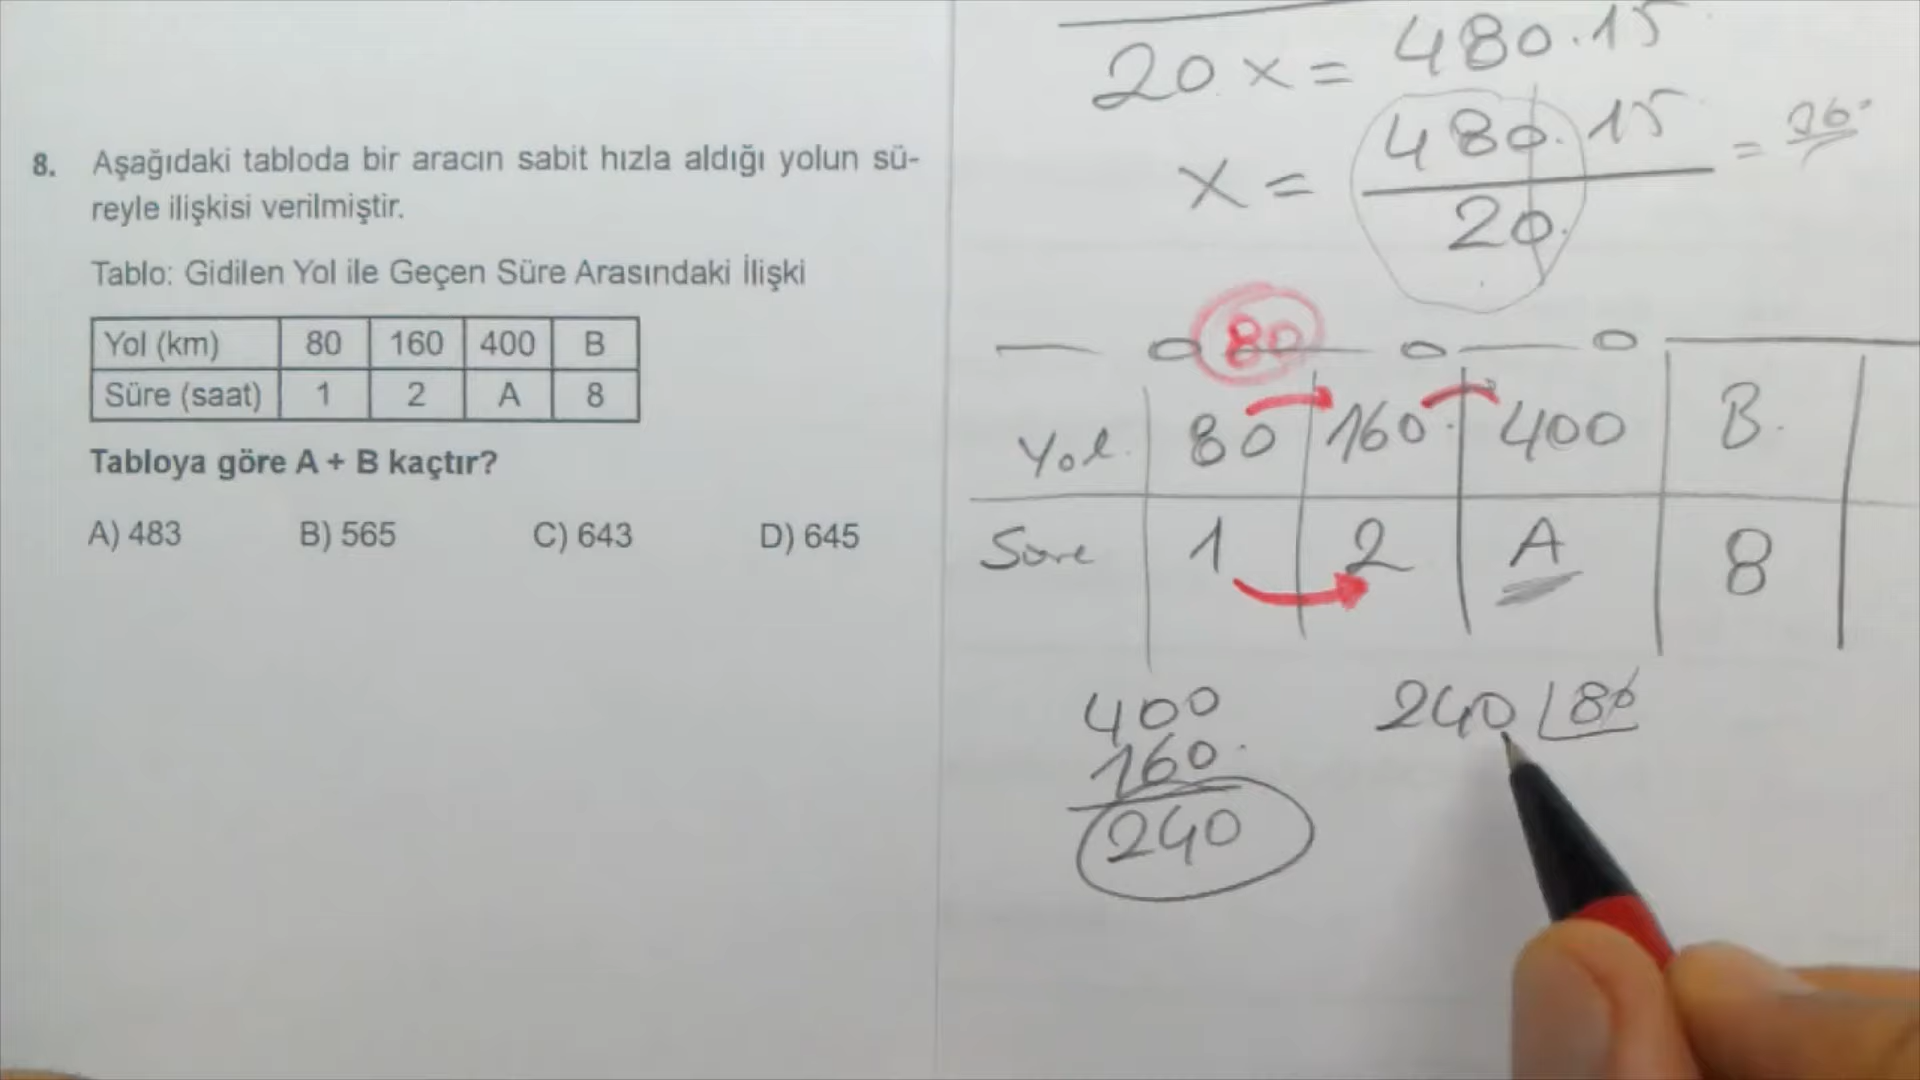 8. Aşağıdaki tabloda bir aracın sabit hızla aldığı yolun sü-
reyle ilişkisi verilmiştir.
Tablo: Gidilen Yol ile Geçen Süre Arasındaki İlişki
Yol (km) 80 160 400 B
Süre (saat) 1 2 A 8
Tabloya göre A + B kaçtır?
A) 483 B) 565 C) 643 D) 645
20x = 480.15
x = 480.15
20
=
80
Yol 80 160 400 B
Süre 1 2 A 8
400
160
240
240 80